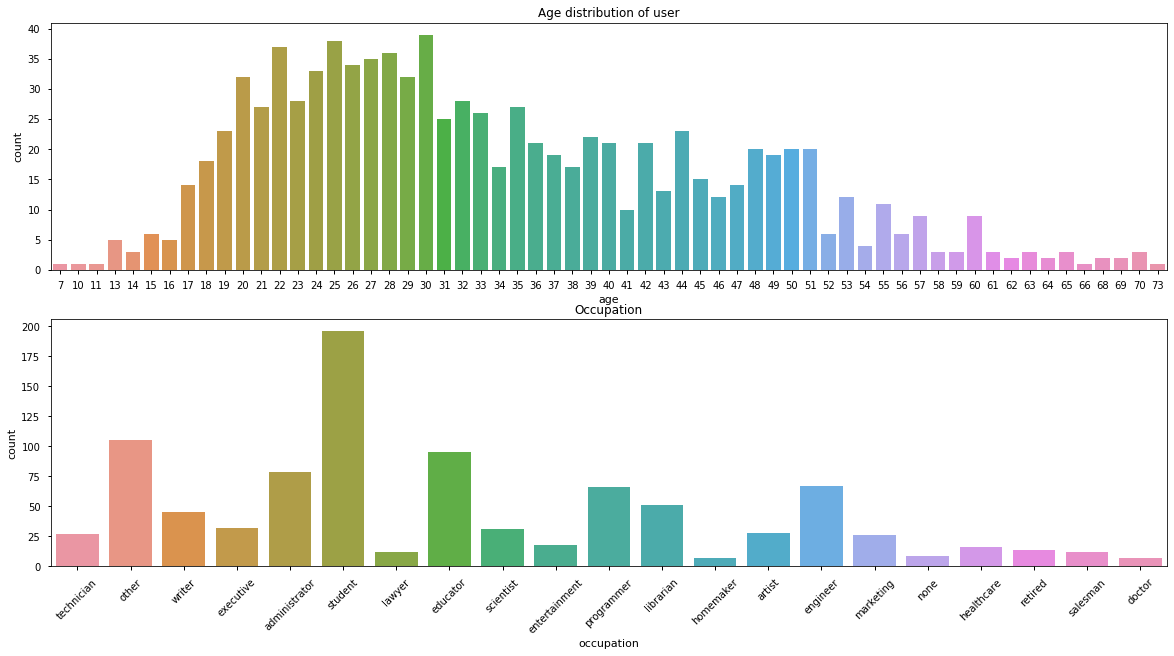 Age distribution of user
40
35
30
25
20
15
10
5
0
count
7 10 11 13 14 15 16 17 18 19 20 21 22 23 24 25 26 27 28 29 30 31 32 33 34 35 36 37 38 39 40 41 42 43 44 45 46 47 48 49 50 51 52 53 54 55 56 57 58 59 60 61 62 63 64 65 66 68 69 70 73
age
Occupation
200
175
150
125
100
75
50
25
0
count
technician other writer executive administrator student lawyer educator scientist entertainment programmer librarian homemaker artist engineer marketing none healthcare retired salesman doctor
occupation